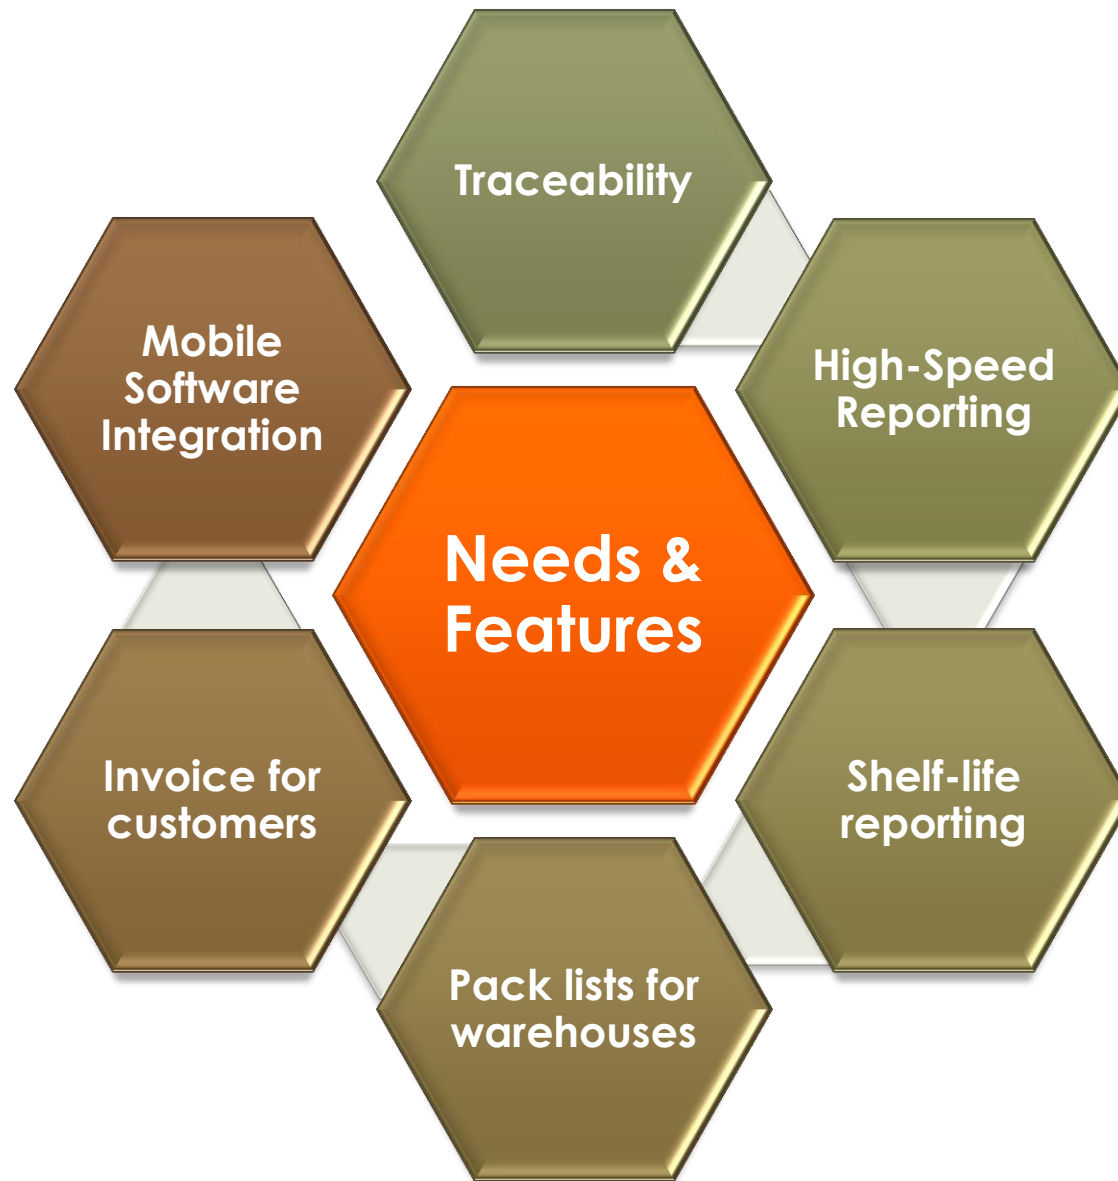 Traceability
High-Speed
Reporting
Mobile
Software
Integration
Needs &
Features
Shelf-life
reporting
Invoice for
customers
Pack lists for
warehouses